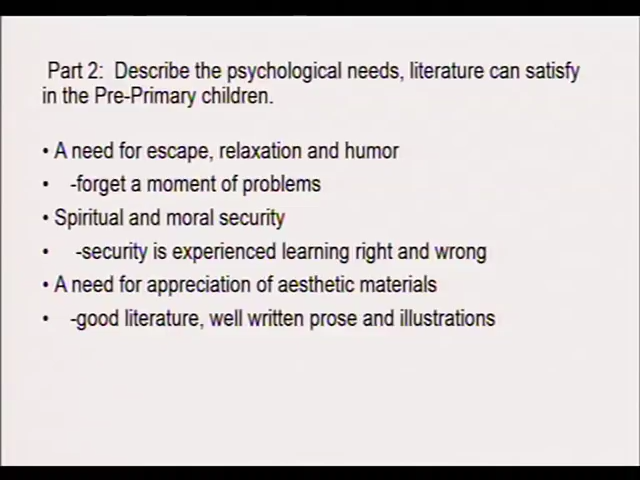 Part 2: Describe the psychological needs, literature can satisfy
in the Pre-Primary children.
• A need for escape, relaxation and humor
• -forget a moment of problems
• Spiritual and moral security
• -security is experienced learning right and wrong
• A need for appreciation of aesthetic materials
• -good literature, well written prose and illustrations